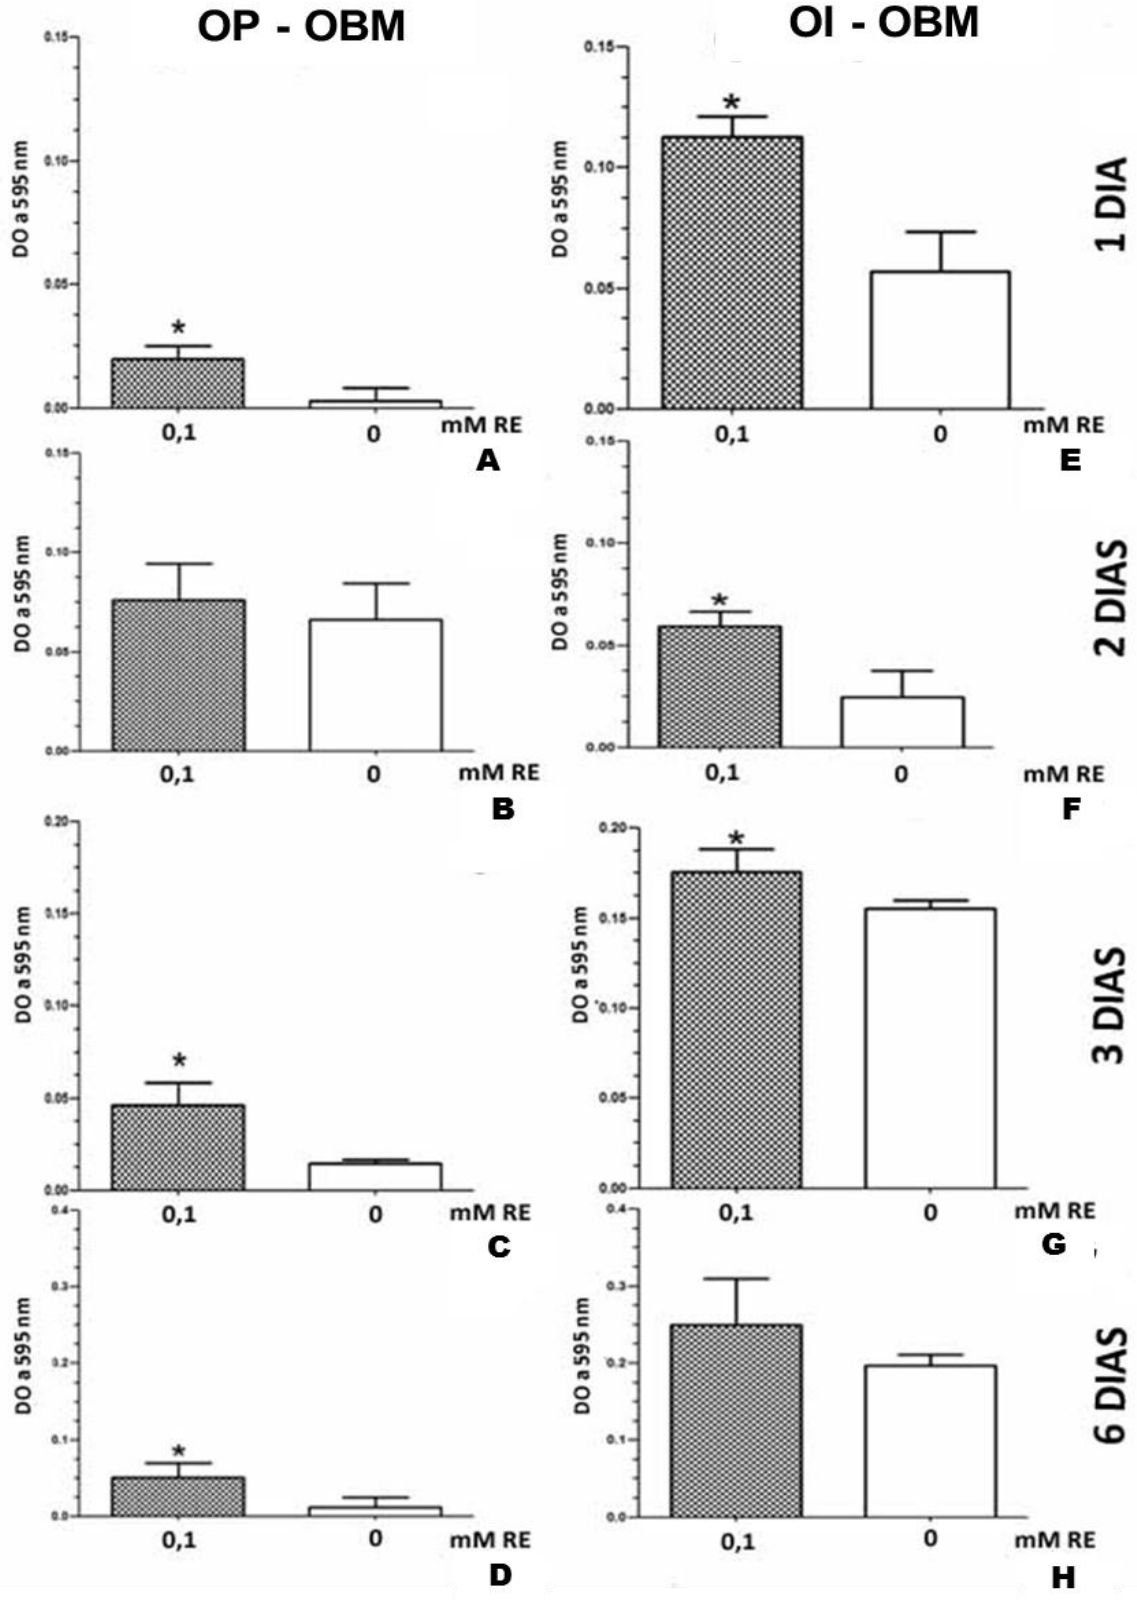 OP - OBM
OI - OBM
0.15
0.10
0.05
0.00
DO a 595 nm
*
0,1
0
mM RE
A
0.15
0.10
0.05
0.00
DO a 595 nm
*
0,1
0
mM RE
E
1 DIA
0.15
0.10
0.05
0.00
DO a 595 nm
0,1
0
mM RE
B
0.15
0.10
0.05
0.00
DO a 595 nm
*
0,1
0
mM RE
F
2 DIAS
0.20
0.15
0.10
0.05
0.00
DO a 595 nm
*
0,1
0
mM RE
C
0.20
0.15
0.10
0.05
0.00
DO a 595 nm
*
0,1
0
mM RE
G
3 DIAS
0.4
0.3
0.2
0.1
0.0
DO a 595 nm
*
0,1
0
mM RE
D
0.4
0.3
0.2
0.1
0.0
DO a 595 nm
0,1
0
mM RE
H
6 DIAS